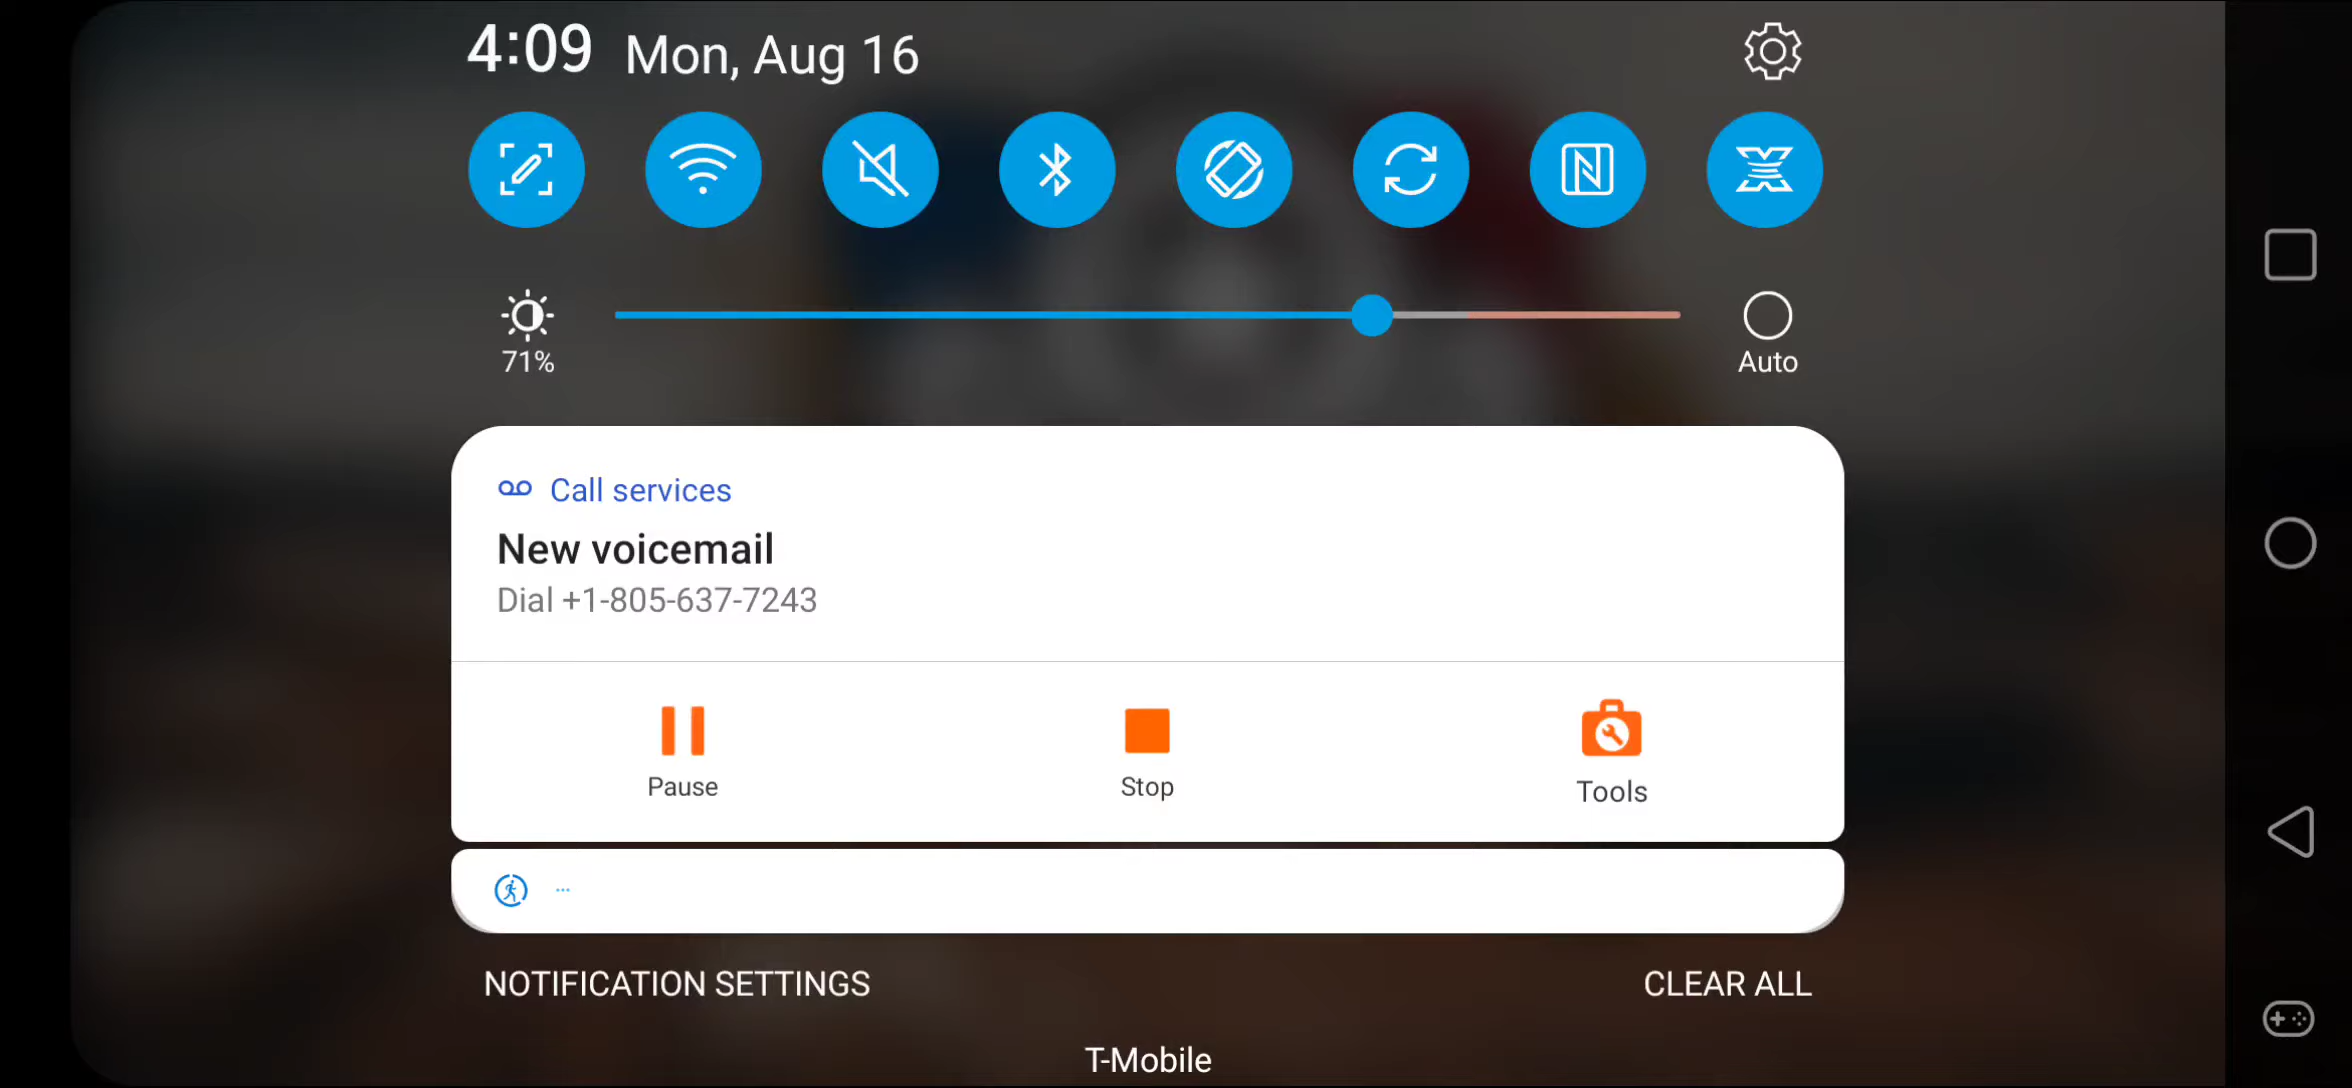 4:09 Mon, Aug 16
71%
Auto
Call services
New voicemail
Dial +1-805-637-7243
Pause
Stop
Tools
...
NOTIFICATION SETTINGS
CLEAR ALL
T-Mobile